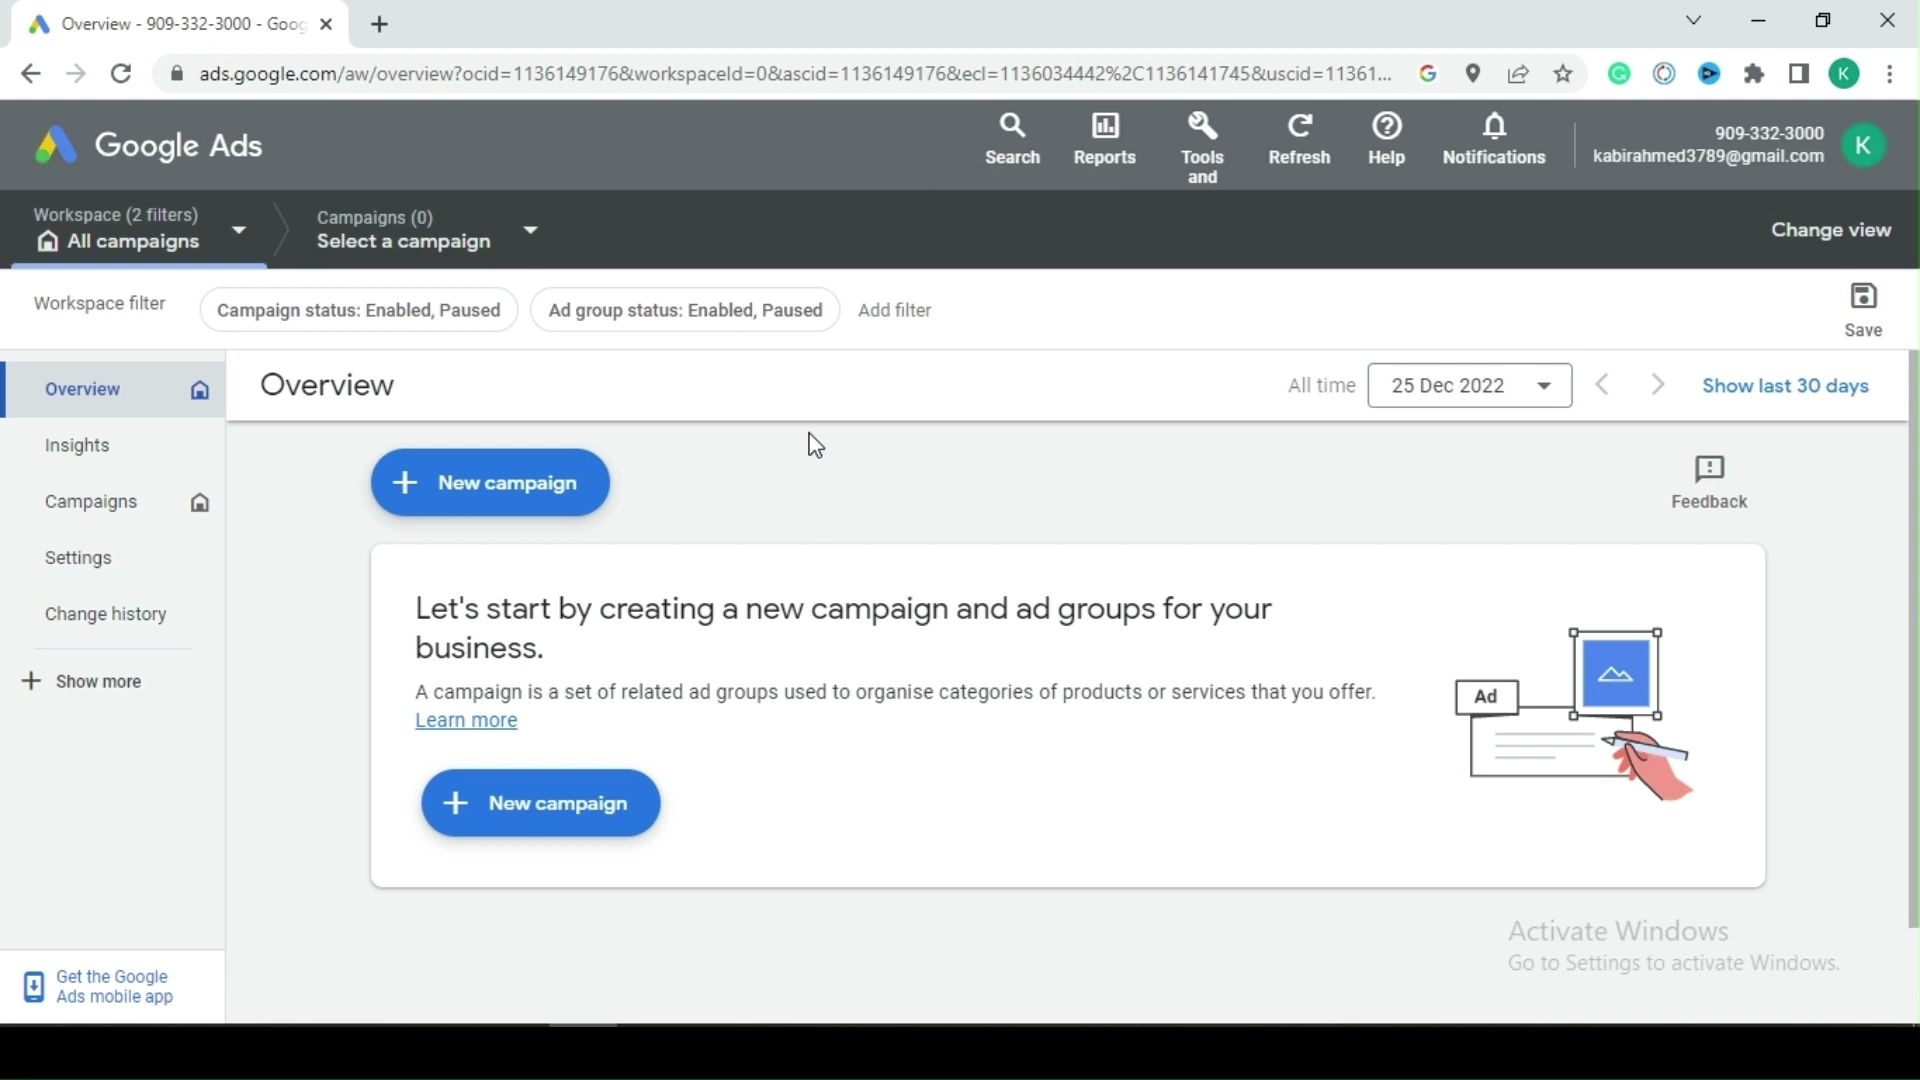 Overview - 909-332-3000 - Goog
ads.google.com/aw/overview?ocid=1136149176&workspaceId=0&ascid=1136149176&ecl=1136034442%2C1136141745&uscid=11361...
K
Google Ads
Search
Reports
Tools
and
Refresh
Help
Notifications
909-332-3000
kabirahmed3789@gmail.com
K
Workspace (2 filters)
All campaigns
Campaigns (0)
Select a campaign
Change view
Workspace filter
Campaign status: Enabled, Paused
Ad group status: Enabled, Paused
Add filter
Save
Overview
Insights
Campaigns
Settings
Change history
Show more
Get the Google
Ads mobile app
Overview
All time
25 Dec 2022
Show last 30 days
New campaign
Feedback
Let's start by creating a new campaign and ad groups for your
business.
A campaign is a set of related ad groups used to organise categories of products or services that you offer.
Learn more
New campaign
Ad
Activate Windows
Go to Settings to activate Windows.